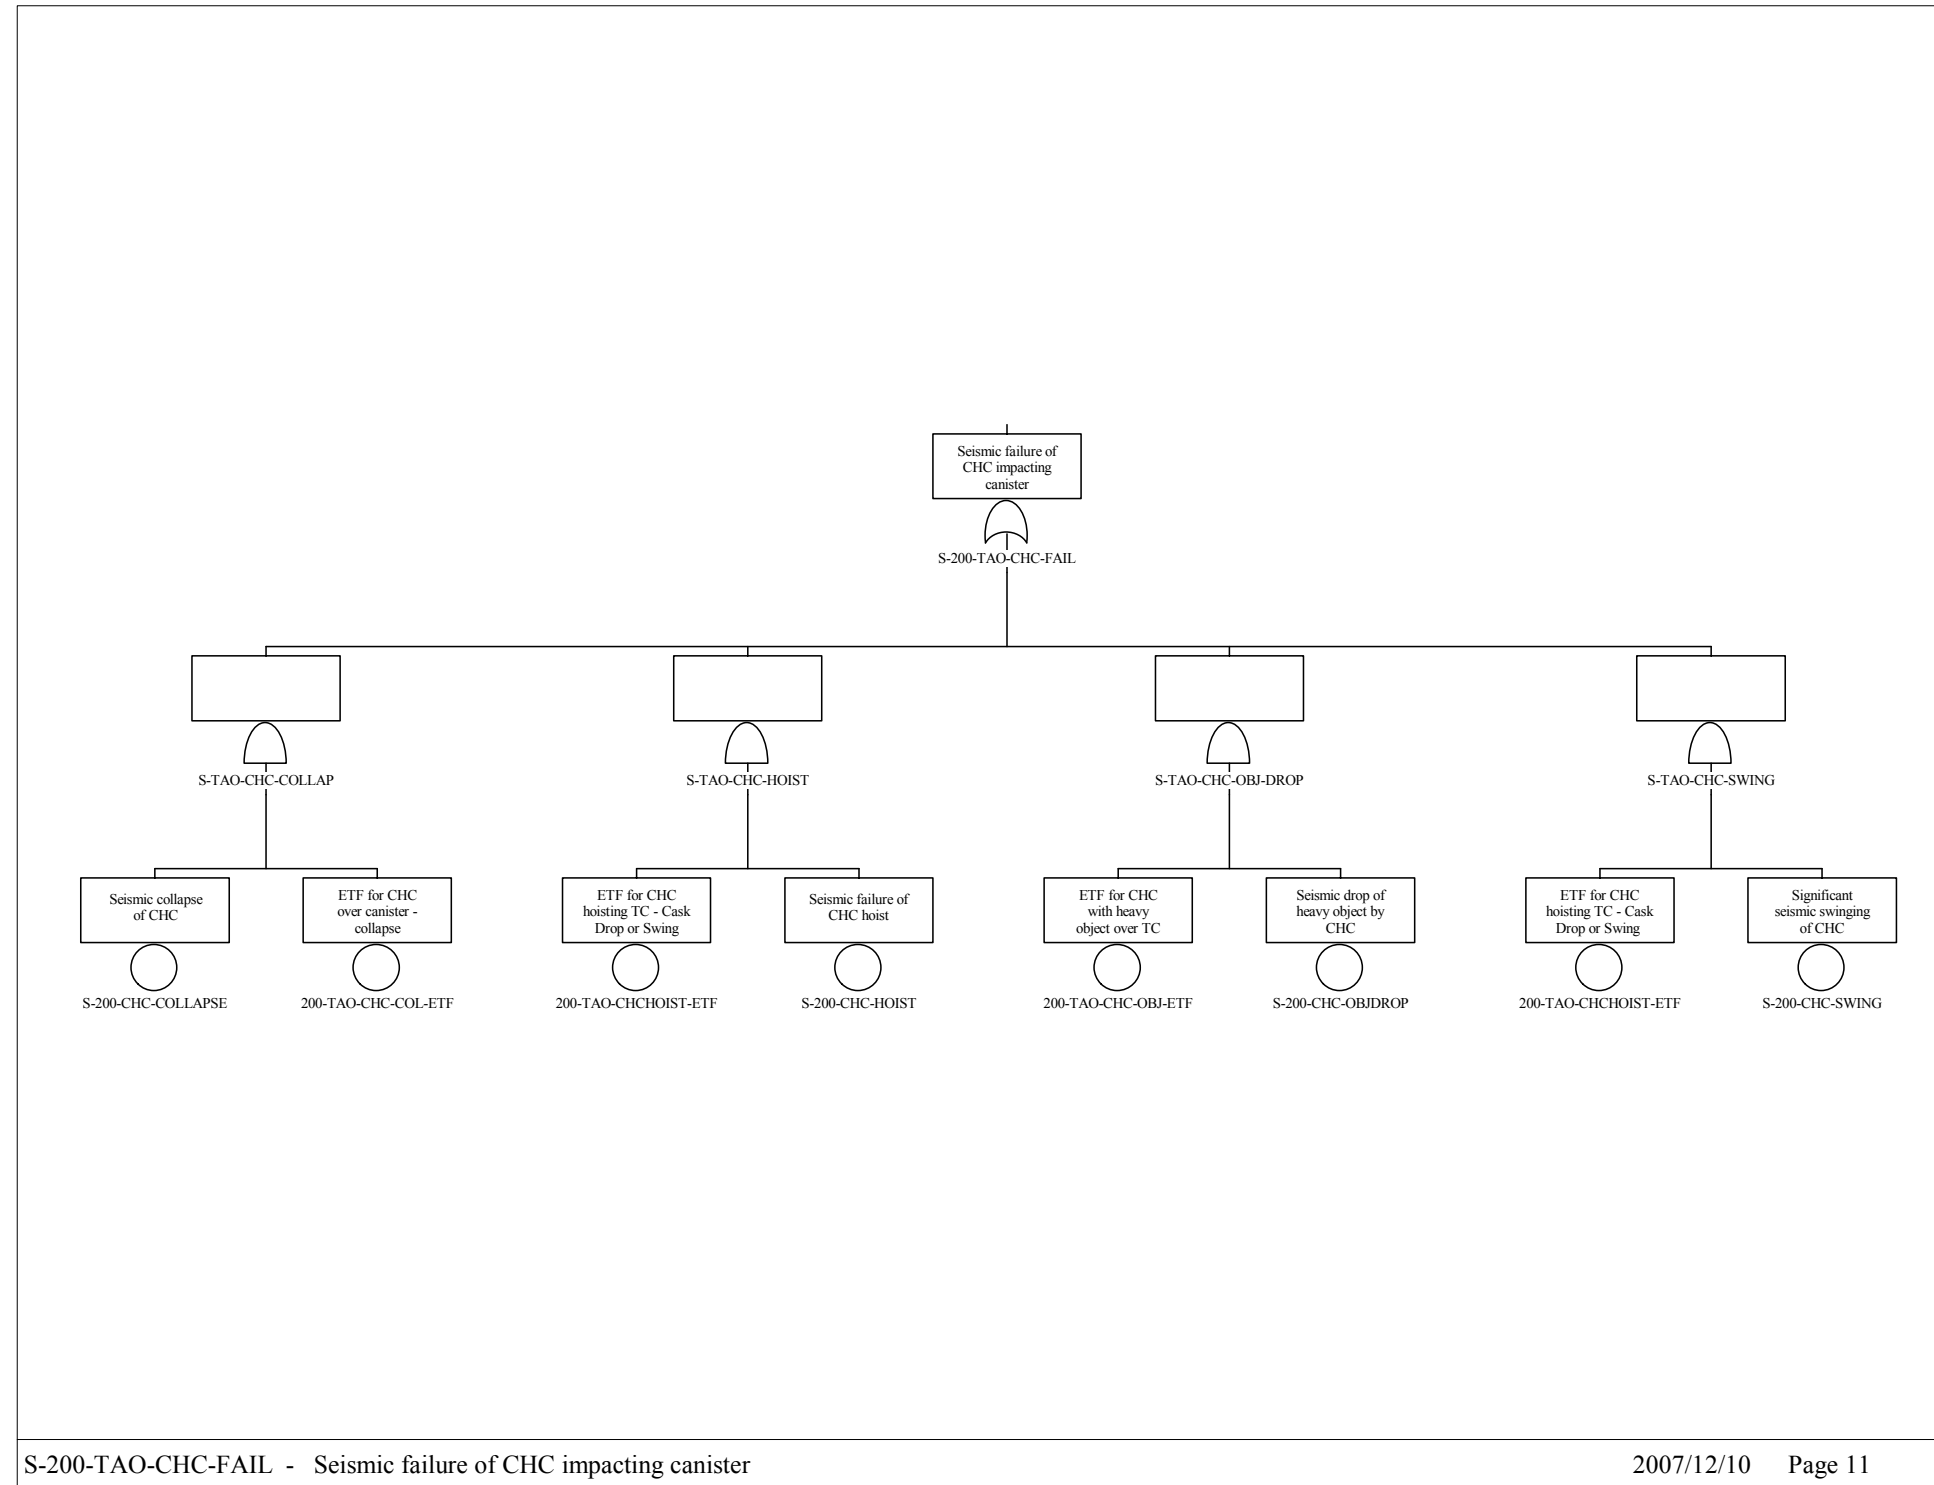 Seismic failure of
CHC impacting
canister
S-200-TAO-CHC-FAIL
S-TAO-CHC-COLLAP
S-TAO-CHC-HOIST
S-TAO-CHC-OBJ-DROP
S-TAO-CHC-SWING
Seismic collapse
of CHC
S-200-CHC-COLLAPSE
ETF for CHC
over canister -
collapse
200-TAO-CHC-COL-ETF
ETF for CHC
hoisting TC - Cask
Drop or Swing
200-TAO-CHCHOIST-ETF
Seismic failure of
CHC hoist
S-200-CHC-HOIST
ETF for CHC
with heavy
object over TC
200-TAO-CHC-OBJ-ETF
Seismic drop of
heavy object by
CHC
S-200-CHC-OBJDROP
ETF for CHC
hoisting TC - Cask
Drop or Swing
200-TAO-CHCHOIST-ETF
Significant
seismic swinging
of CHC
S-200-CHC-SWING
S-200-TAO-CHC-FAIL - Seismic failure of CHC impacting canister
2007/12/10 Page 11